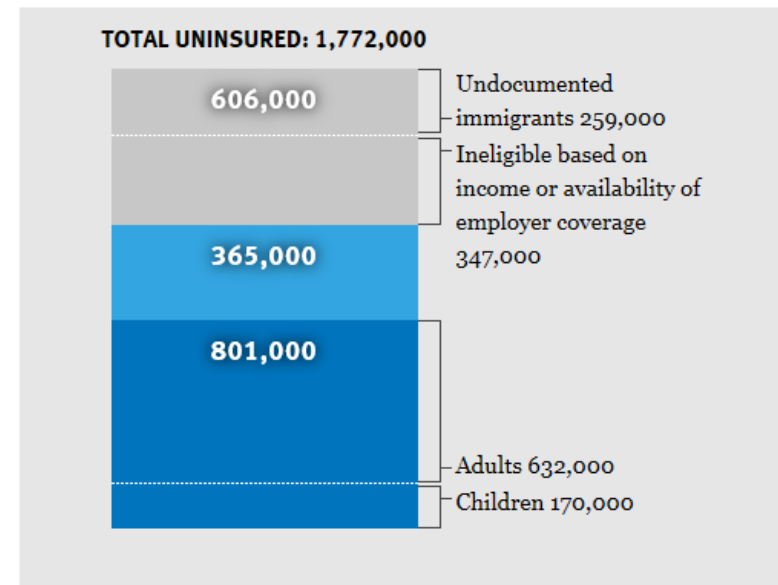 TOTAL UNINSURED: 1,772,000
606,000
Undocumented
immigrants 259,000
Ineligible based on
income or availability of
employer coverage
347,000
365,000
801,000
Adults 632,000
Children 170,000